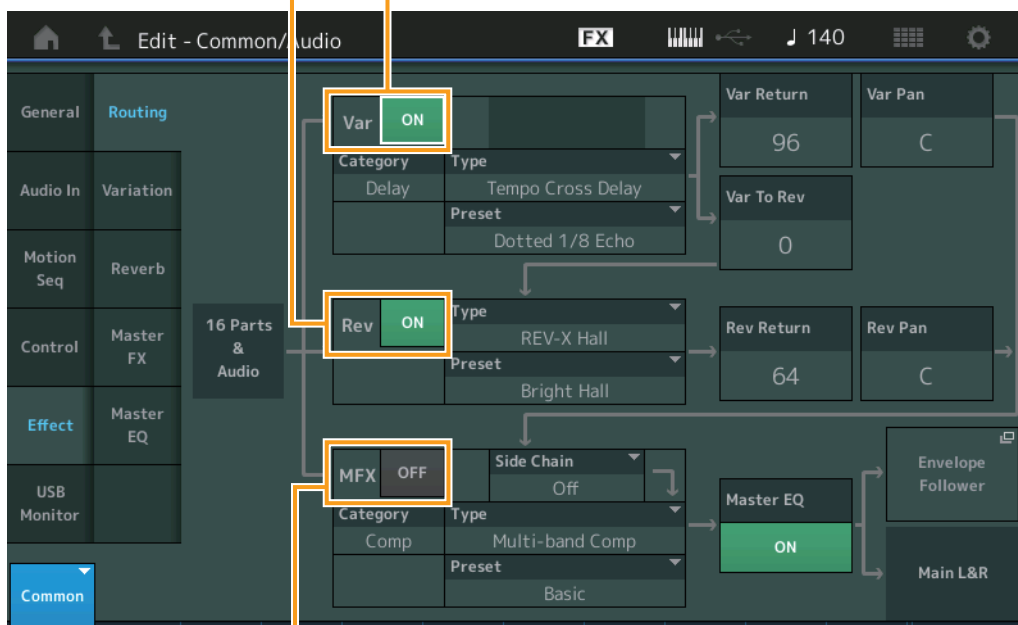 Edit - Common/Audio
FX
140
General
Routing
Audio In
Variation
Motion
Seq
Reverb
Control
Master
FX
Effect
Master
EQ
USB
Monitor
Common
16 Parts
&
Audio
Var
ON
Category
Type
Delay
Tempo Cross Delay
Preset
Dotted 1/8 Echo
Var Return
Var Pan
96
C
Var To Rev
0
Rev
ON
Type
REV-X Hall
Preset
Bright Hall
Rev Return
Rev Pan
64
C
MFX
OFF
Side Chain
Off
Category
Type
Comp
Multi-band Comp
Preset
Basic
Master EQ
ON
Envelope
Follower
Main L&R